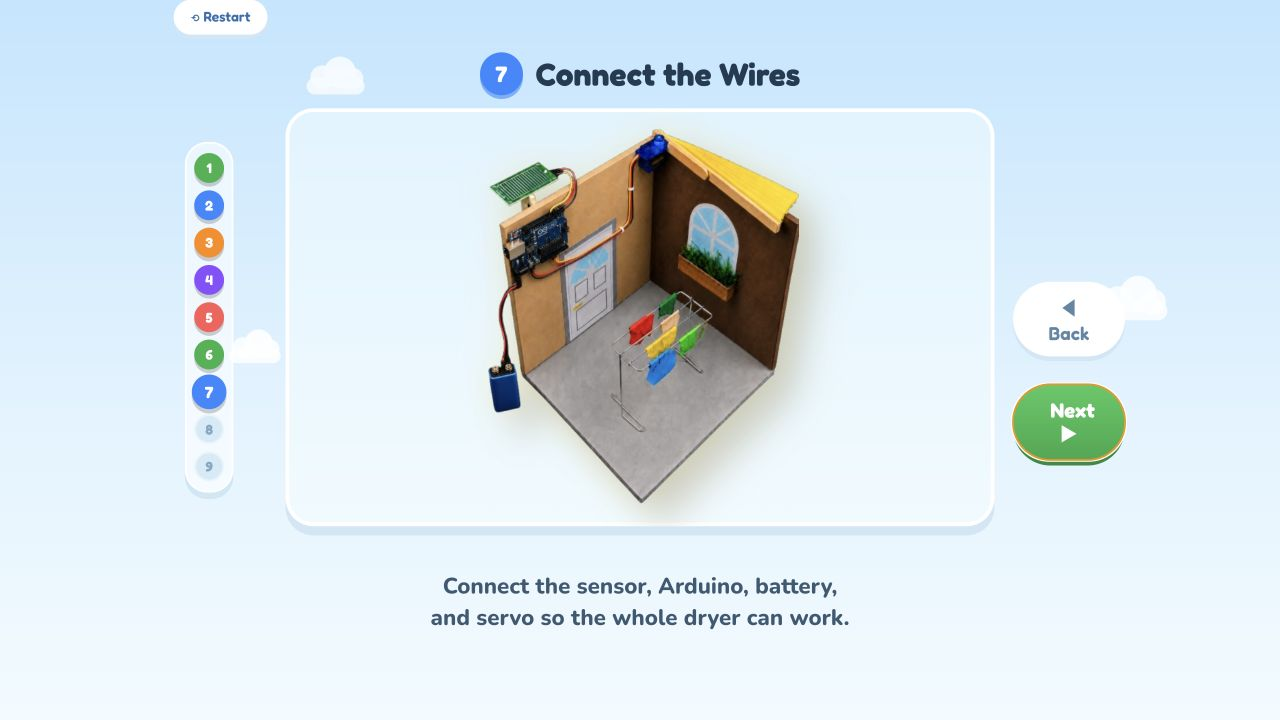 ⟲ Restart
7 Connect the Wires
1
2
3
4
5
6
7
8
9
◀
Back
Next
▶
Connect the sensor, Arduino, battery,
and servo so the whole dryer can work.